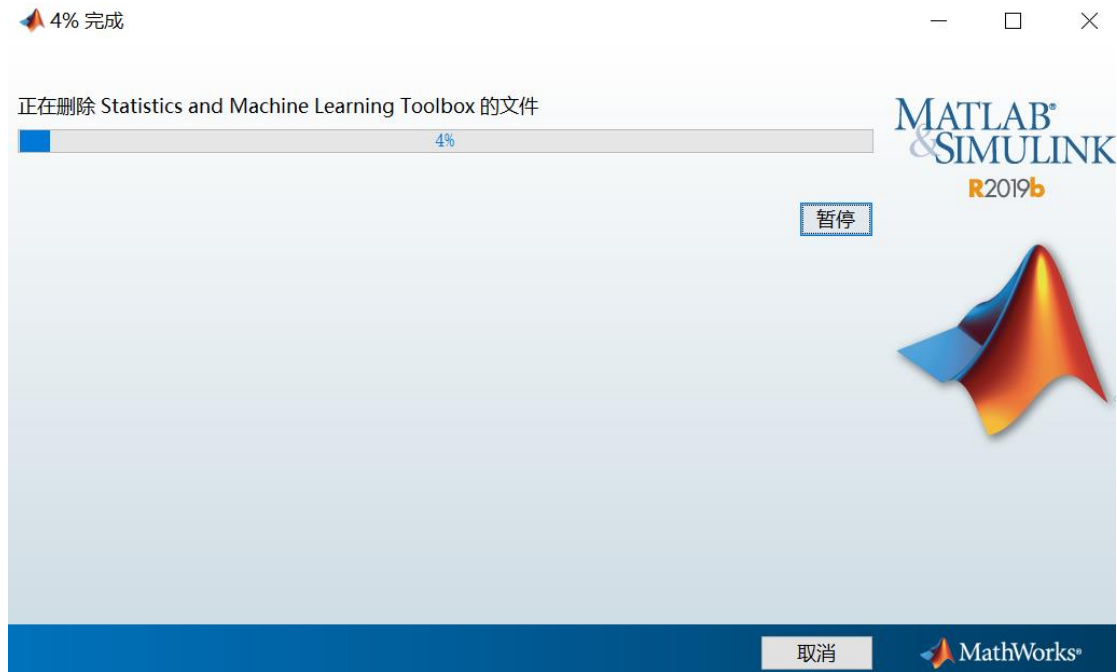 4% 完成
正在删除 Statistics and Machine Learning Toolbox 的文件
4%
MATLAB®
&SIMULINK
R2019b
暂停
取消
MathWorks®